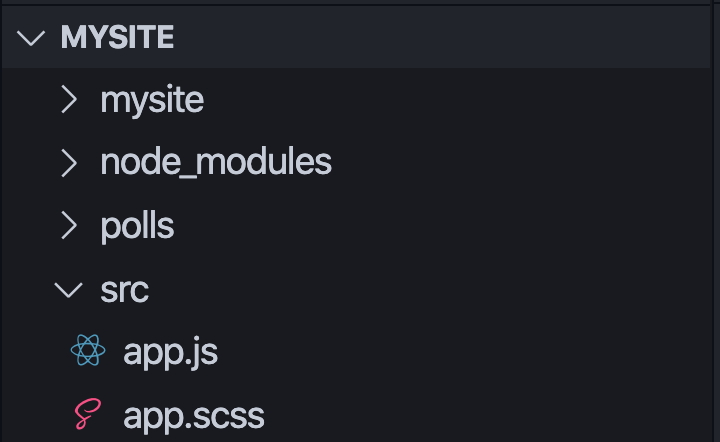 MYSITE
mysite
node_modules
polls
src
app.js
app.scss